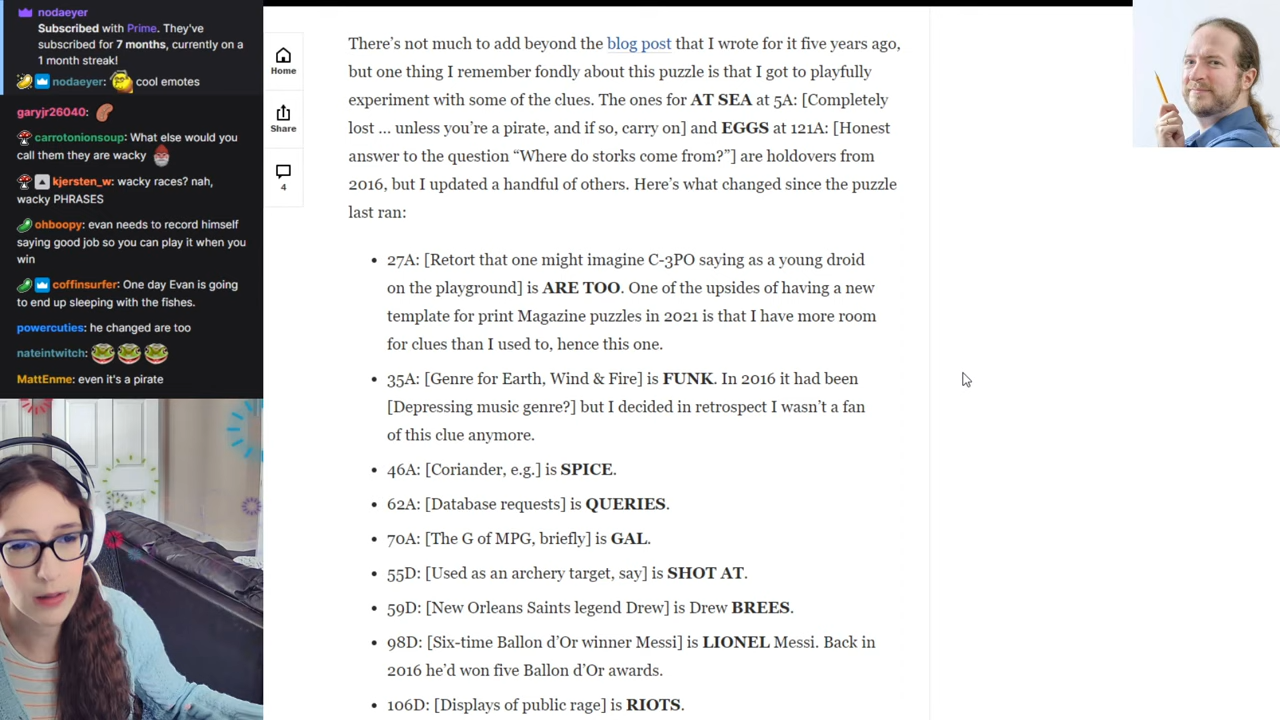 nodaeyer
Subscribed with Prime. They've
subscribed for 7 months, currently on a
1 month streak!
nodaeyer: cool emotes
garyjr26040:
carrotonionsoup: What else would you
call them they are wacky
kjersten_w: wacky races? nah,
wacky PHRASES
ohboopy: evan needs to record himself
saying good job so you can play it when you
win
coffinsurfer: One day Evan is going
to end up sleeping with the fishes.
powercuties: he changed are too
nateintwitch:
MattEnme: even it's a pirate
Home
Share
4
There’s not much to add beyond the blog post that I wrote for it five years ago,
but one thing I remember fondly about this puzzle is that I got to playfully
experiment with some of the clues. The ones for AT SEA at 5A: [Completely
lost ... unless you’re a pirate, and if so, carry on] and EGGS at 121A: [Honest
answer to the question “Where do storks come from?”] are holdovers from
2016, but I updated a handful of others. Here’s what changed since the puzzle
last ran:
• 27A: [Retort that one might imagine C-3PO saying as a young droid
on the playground] is ARE TOO. One of the upsides of having a new
template for print Magazine puzzles in 2021 is that I have more room
for clues than I used to, hence this one.
• 35A: [Genre for Earth, Wind & Fire] is FUNK. In 2016 it had been
[Depressing music genre?] but I decided in retrospect I wasn’t a fan
of this clue anymore.
• 46A: [Coriander, e.g.] is SPICE.
• 62A: [Database requests] is QUERIES.
• 70A: [The G of MPG, briefly] is GAL.
• 55D: [Used as an archery target, say] is SHOT AT.
• 59D: [New Orleans Saints legend Drew] is Drew BREES.
• 98D: [Six-time Ballon d’Or winner Messi] is LIONEL Messi. Back in
2016 he’d won five Ballon d’Or awards.
• 106D: [Displays of public rage] is RIOTS.